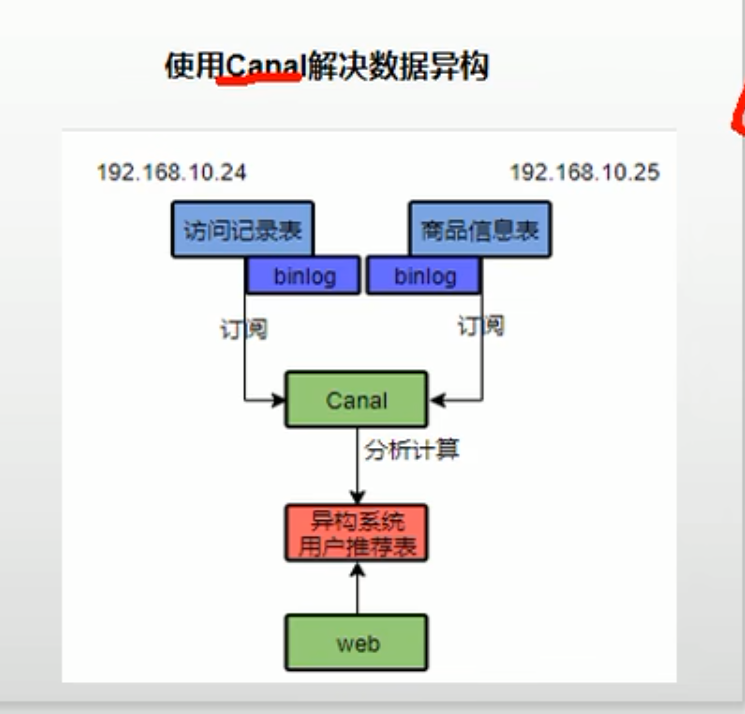 使用Canal解决数据异构
192.168.10.24
192.168.10.25
访问记录表
商品信息表
binlog
binlog
订阅
订阅
Canal
分析计算
异构系统
用户推荐表
web